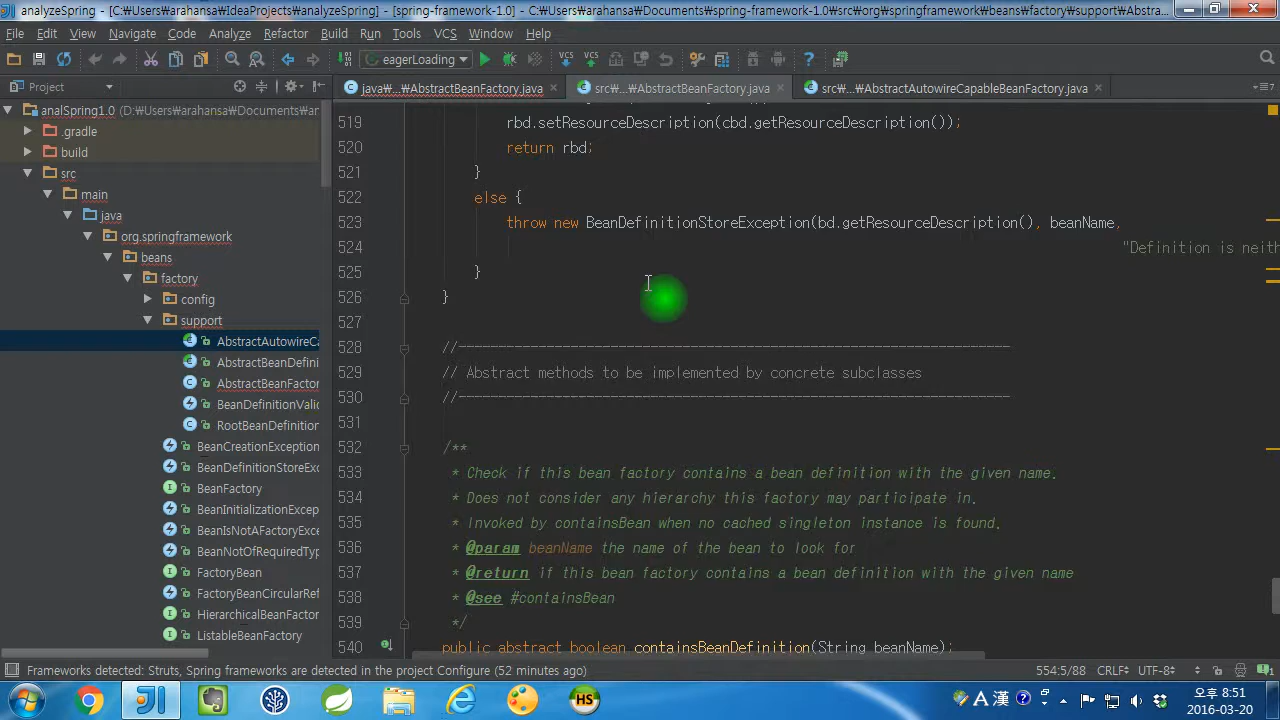 analyzeSpring - [C:₩Users₩arahansa₩IdeaProjects₩analyzeSpring] - [spring-framework-1.0] - C:₩Users₩arahansa₩Documents₩spring-framework-1.0₩src₩org₩springframework₩beans₩factory₩support₩Abstra...
File Edit View Navigate Code Analyze Refactor Build Run Tools VCS Window Help
eagerLoading
VCS VCS
Project
java₩...₩AbstractBeanFactory.java
src₩...₩AbstractBeanFactory.java
src₩...₩AbstractAutowireCapableBeanFactory.java
analSpring1.0 (D:₩Users₩arahansa₩Documents₩ar
.gradle
build
src
main
java
org.springframework
beans
factory
config
support
AbstractAutowireCa
AbstractBeanDefini
AbstractBeanFactor
BeanDefinitionValid
RootBeanDefinition
BeanCreationException
BeanDefinitionStoreExc
BeanFactory
BeanInitializationExcep
BeanIsNotAFactoryExce
BeanNotOfRequiredTyp
FactoryBean
FactoryBeanCircularRef
HierarchicalBeanFactor
ListableBeanFactory
519 rbd.setResourceDescription(cbd.getResourceDescription());
520 return rbd;
521 }
522 else {
523 throw new BeanDefinitionStoreException(bd.getResourceDescription(), beanName,
524 "Definition is neith
525 }
526 }
527
528 //---------------------------------------------------------------------
529 // Abstract methods to be implemented by concrete subclasses
530 //---------------------------------------------------------------------
531
532 /**
533 * Check if this bean factory contains a bean definition with the given name.
534 * Does not consider any hierarchy this factory may participate in.
535 * Invoked by containsBean when no cached singleton instance is found.
536 * @param beanName the name of the bean to look for
537 * @return if this bean factory contains a bean definition with the given name
538 * @see #containsBean
539 */
540 public abstract boolean containsBeanDefinition(String beanName);
Frameworks detected: Struts, Spring frameworks are detected in the project Configure (52 minutes ago)
554:5/88 CRLF÷ UTF-8÷
A 漢
오후 8:51
2016-03-20
HS